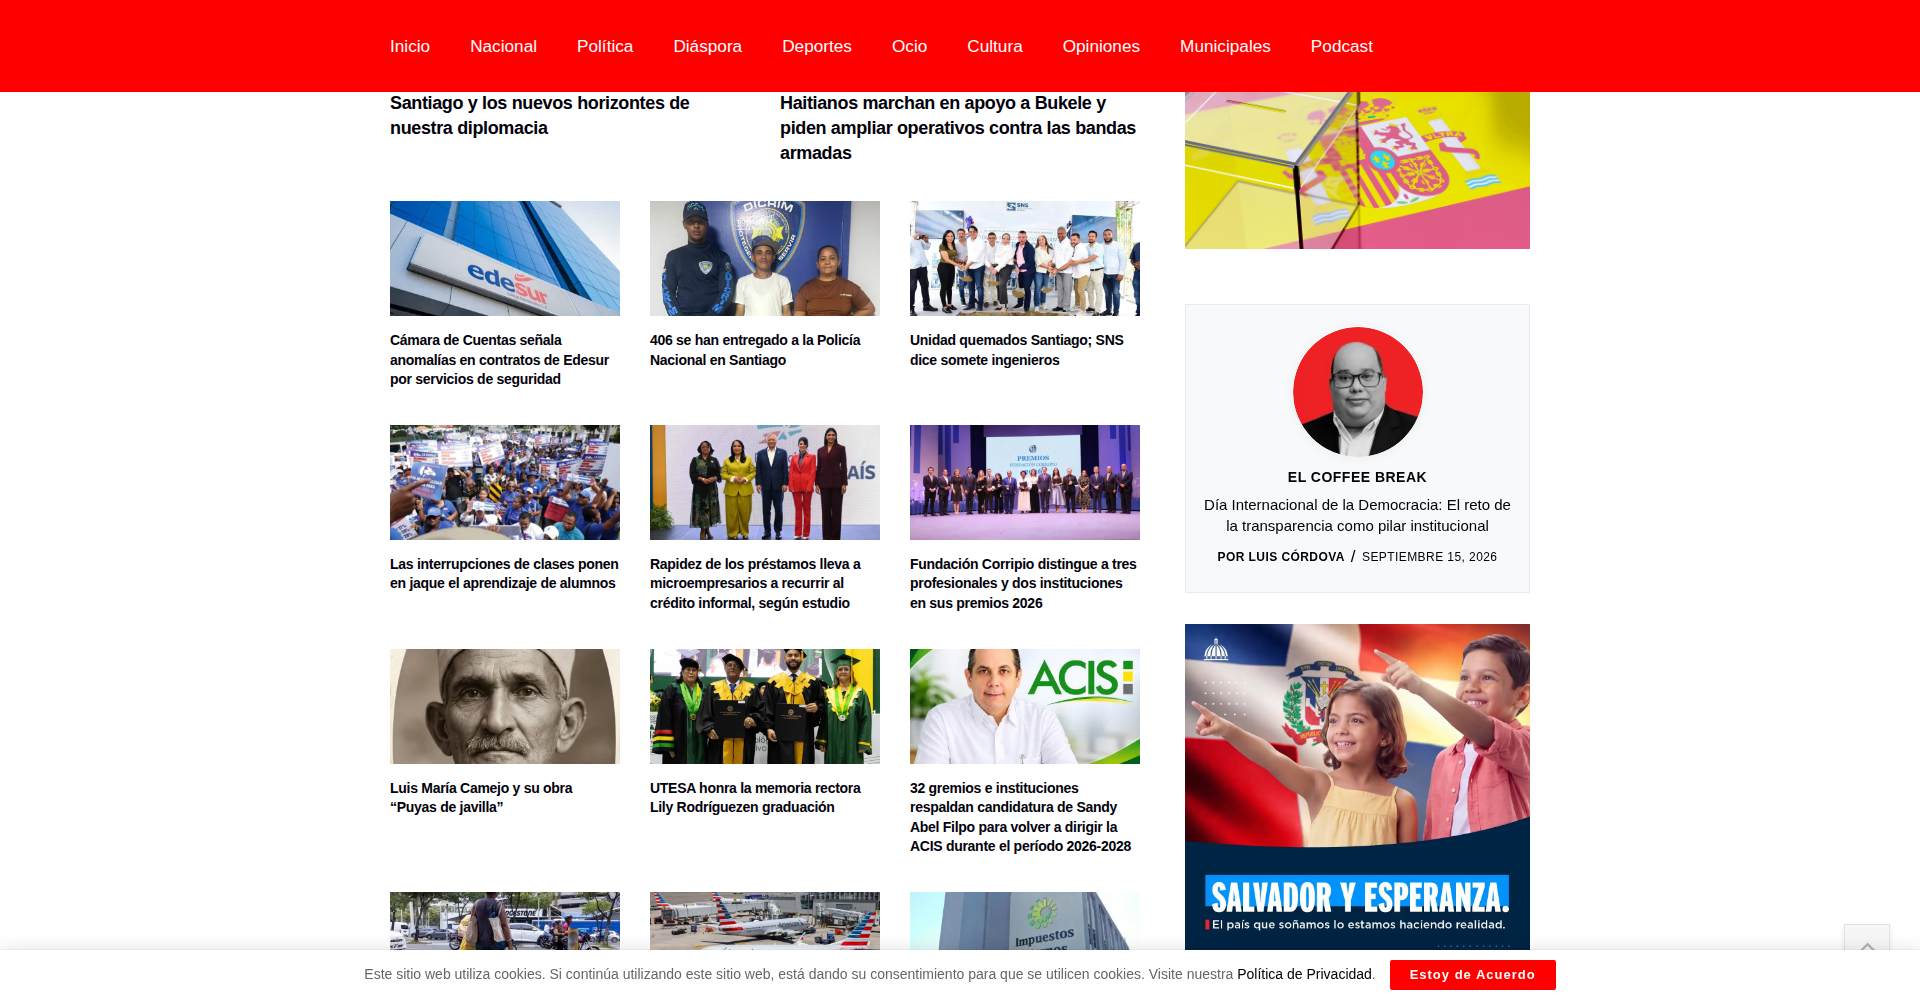 Inicio Nacional Política Diáspora Deportes Ocio Cultura Opiniones Municipales Podcast
Santiago y los nuevos horizontes de
nuestra diplomacia
Haitianos marchan en apoyo a Bukele y
piden ampliar operativos contra las bandas
armadas
edesur
DICRIM
SNS
Cámara de Cuentas señala
anomalías en contratos de Edesur
por servicios de seguridad
406 se han entregado a la Policía
Nacional en Santiago
Unidad quemados Santiago; SNS
dice somete ingenieros
AÍS
PREMIOS
Las interrupciones de clases ponen
en jaque el aprendizaje de alumnos
Rapidez de los préstamos lleva a
microempresarios a recurrir al
crédito informal, según estudio
Fundación Corripio distingue a tres
profesionales y dos instituciones
en sus premios 2026
ACIS
Luis María Camejo y su obra
“Puyas de javilla”
UTESA honra la memoria rectora
Lily Rodríguezen graduación
32 gremios e instituciones
respaldan candidatura de Sandy
Abel Filpo para volver a dirigir la
ACIS durante el período 2026-2028
Impuestos
EL COFFEE BREAK
Día Internacional de la Democracia: El reto de
la transparencia como pilar institucional
POR LUIS CÓRDOVA / SEPTIEMBRE 15, 2026
SALVADOR Y ESPERANZA.
El país que soñamos lo estamos haciendo realidad.
Este sitio web utiliza cookies. Si continúa utilizando este sitio web, está dando su consentimiento para que se utilicen cookies. Visite nuestra Política de Privacidad. Estoy de Acuerdo